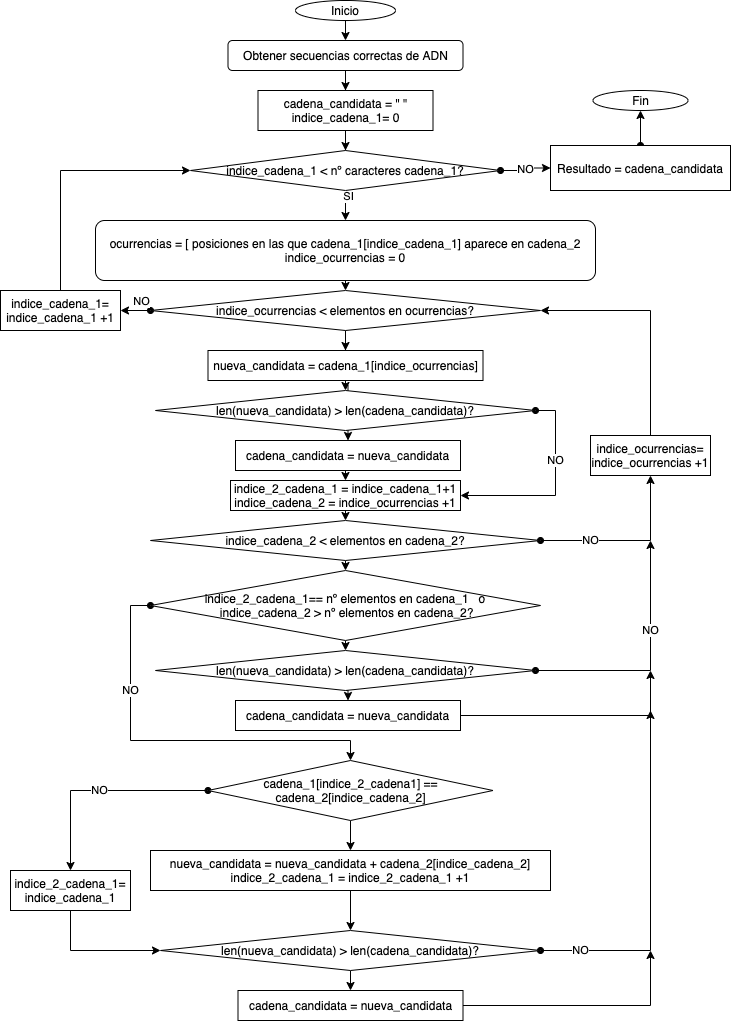 Inicio
Obtener secuencias correctas de ADN
cadena_candidata = " "
indice_cadena_1= 0
Fin
indice_cadena_1 < nº caracteres cadena_1?
NO
Resultado = cadena_candidata
SI
ocurrencias = [ posiciones en las que cadena_1[indice_cadena_1] aparece en cadena_2
indice_ocurrencias = 0
indice_cadena_1=
indice_cadena_1 +1
NO
indice_ocurrencias < elementos en ocurrencias?
nueva_candidata = cadena_1[indice_ocurrencias]
len(nueva_candidata) > len(cadena_candidata)?
cadena_candidata = nueva_candidata
NO
indice_ocurrencias=
indice_ocurrencias +1
indice_2_cadena_1 = indice_cadena_1+1
indice_cadena_2 = indice_ocurrencias +1
indice_cadena_2 < elementos en cadena_2?
NO
indice_2_cadena_1== nº elementos en cadena_1 o
indice_cadena_2 > nº elementos en cadena_2?
NO
len(nueva_candidata) > len(cadena_candidata)?
NO
cadena_candidata = nueva_candidata
cadena_1[indice_2_cadena1] ==
cadena_2[indice_cadena_2]
NO
nueva_candidata = nueva_candidata + cadena_2[indice_cadena_2]
indice_2_cadena_1 = indice_2_cadena_1 +1
indice_2_cadena_1=
indice_cadena_1
len(nueva_candidata) > len(cadena_candidata)?
NO
cadena_candidata = nueva_candidata